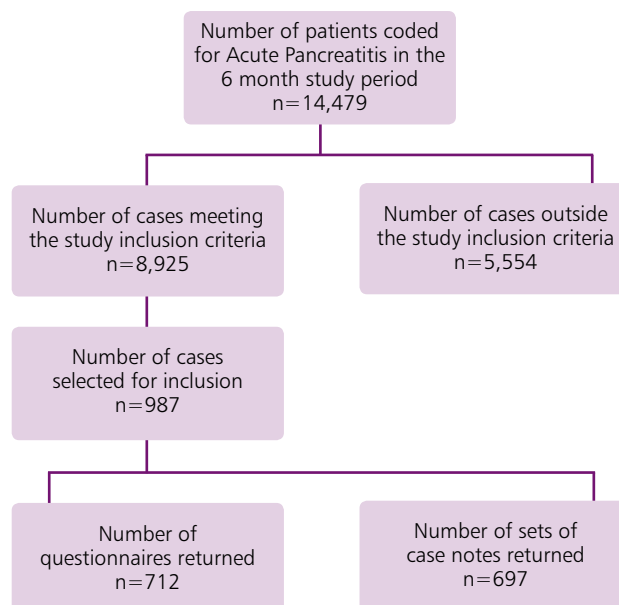 Number of patients coded
for Acute Pancreatitis in the
6 month study period
n=14,479
Number of cases meeting
the study inclusion criteria
n=8,925
Number of cases outside
the study inclusion criteria
n=5,554
Number of cases
selected for inclusion
n=987
Number of
questionnaires returned
n=712
Number of sets of
case notes returned
n=697